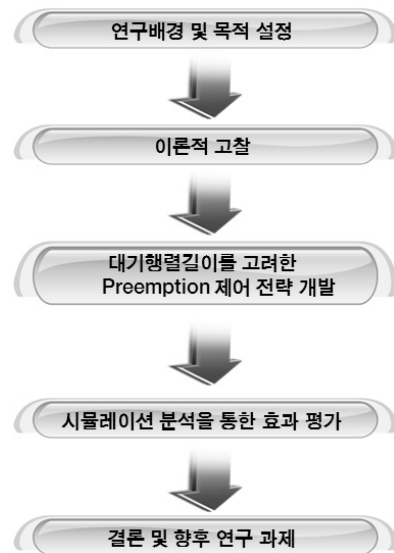 연구배경 및 목적 설정
이론적 고찰
대기행렬길이를 고려한
Preemption 제어 전략 개발
시뮬레이션 분석을 통한 효과 평가
결론 및 향후 연구 과제